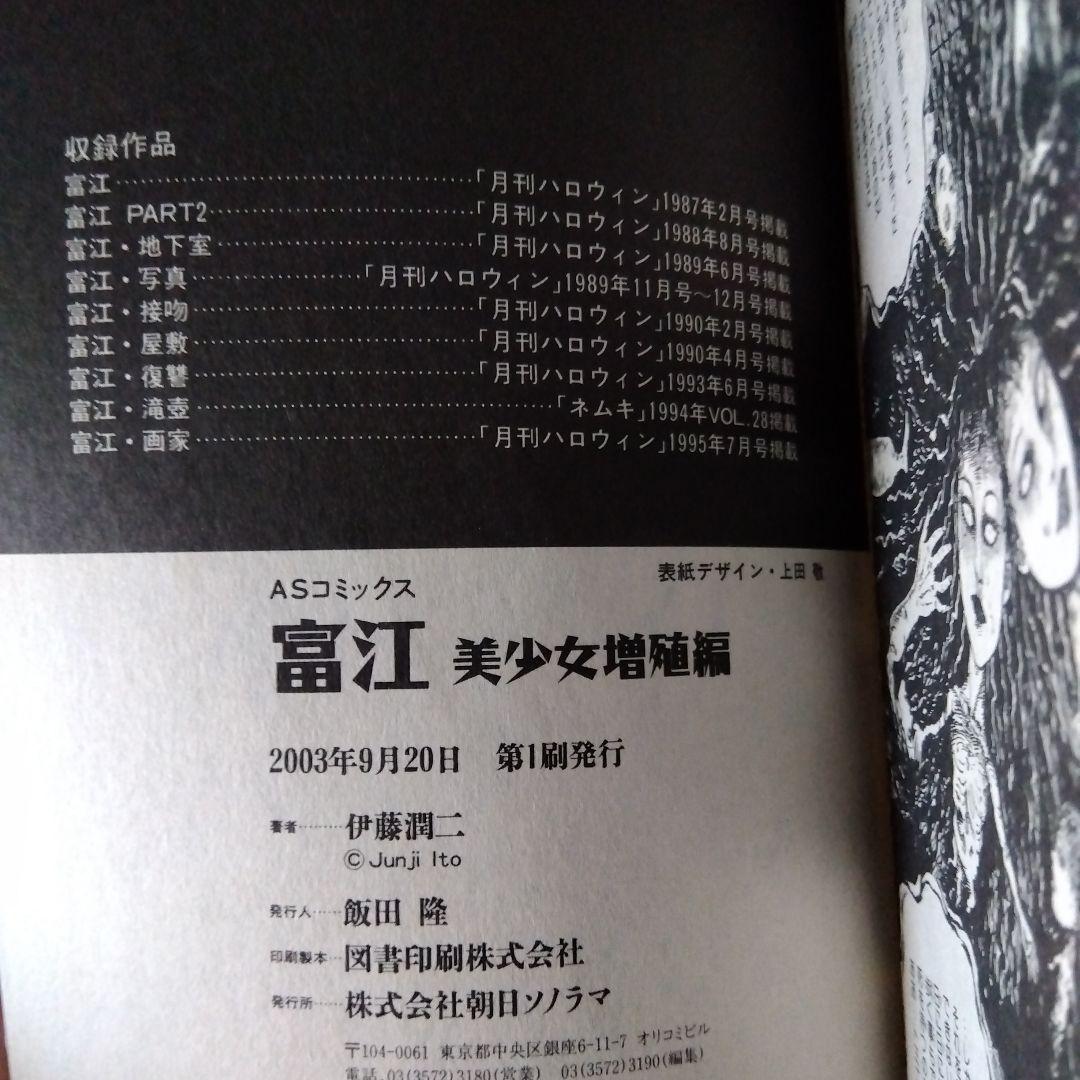 収録作品
富江……………「月刊ハロウィン」1987年2月号掲載
富江 PART2……………「月刊ハロウィン」1988年8月号掲載
富江・地下室……………「月刊ハロウィン」1989年6月号掲載
富江・写真……………「月刊ハロウィン」1989年11月号〜12月号掲載
富江・接吻……………「月刊ハロウィン」1990年2月号掲載
富江・屋敷……………「月刊ハロウィン」1990年4月号掲載
富江・復讐……………「月刊ハロウィン」1993年6月号掲載
富江・滝壺……………「ネムキ」1994年VOL.28掲載
富江・画家……………「月刊ハロウィン」1995年7月号掲載
表紙デザイン・上田
ASコミックス
富江 美少女増殖編
2003年9月20日 第1刷発行
著者………伊藤潤二
©Junji Ito
発行人……飯田 隆
印刷製本…図書印刷株式会社
発行所……株式会社朝日ソノラマ
〒104-0061 東京都中央区銀座6-11-7 オリコミビル
電話 03(3572)3180(営業) 03(3572)3190(編集)